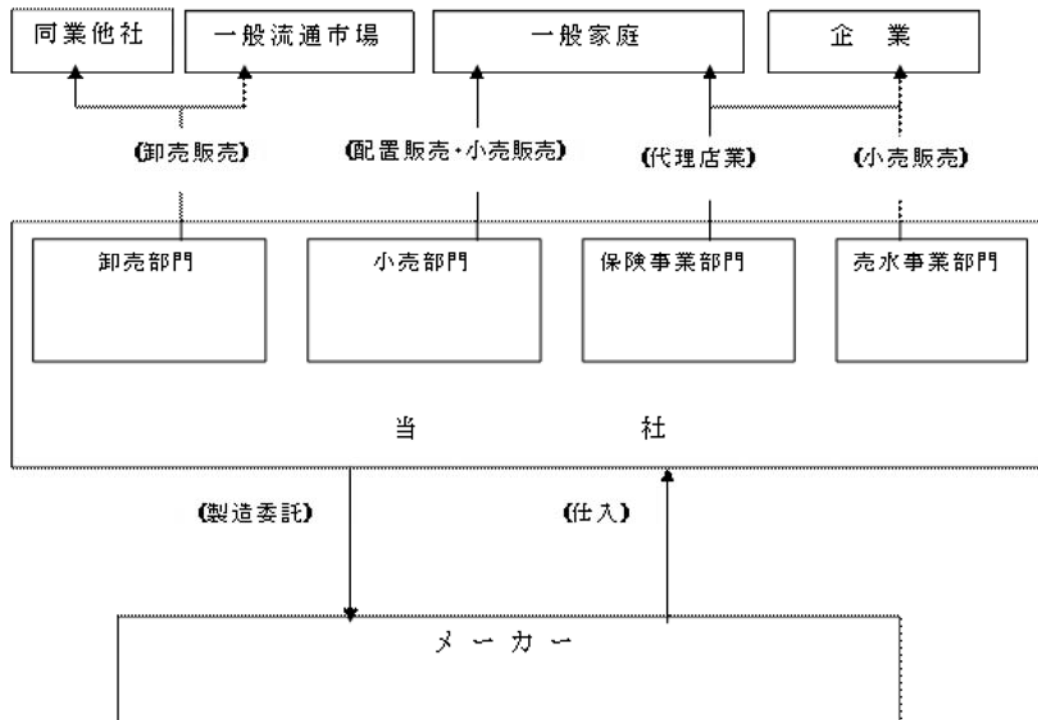 同業他社
一般流通市場
一般家庭
企 業
(卸売販売)
(配置販売・小売販売)
(代理店業)
(小売販売)
卸売部門
小売部門
保険事業部門
売水事業部門
当 社
(製造委託)
(仕入)
メーカー